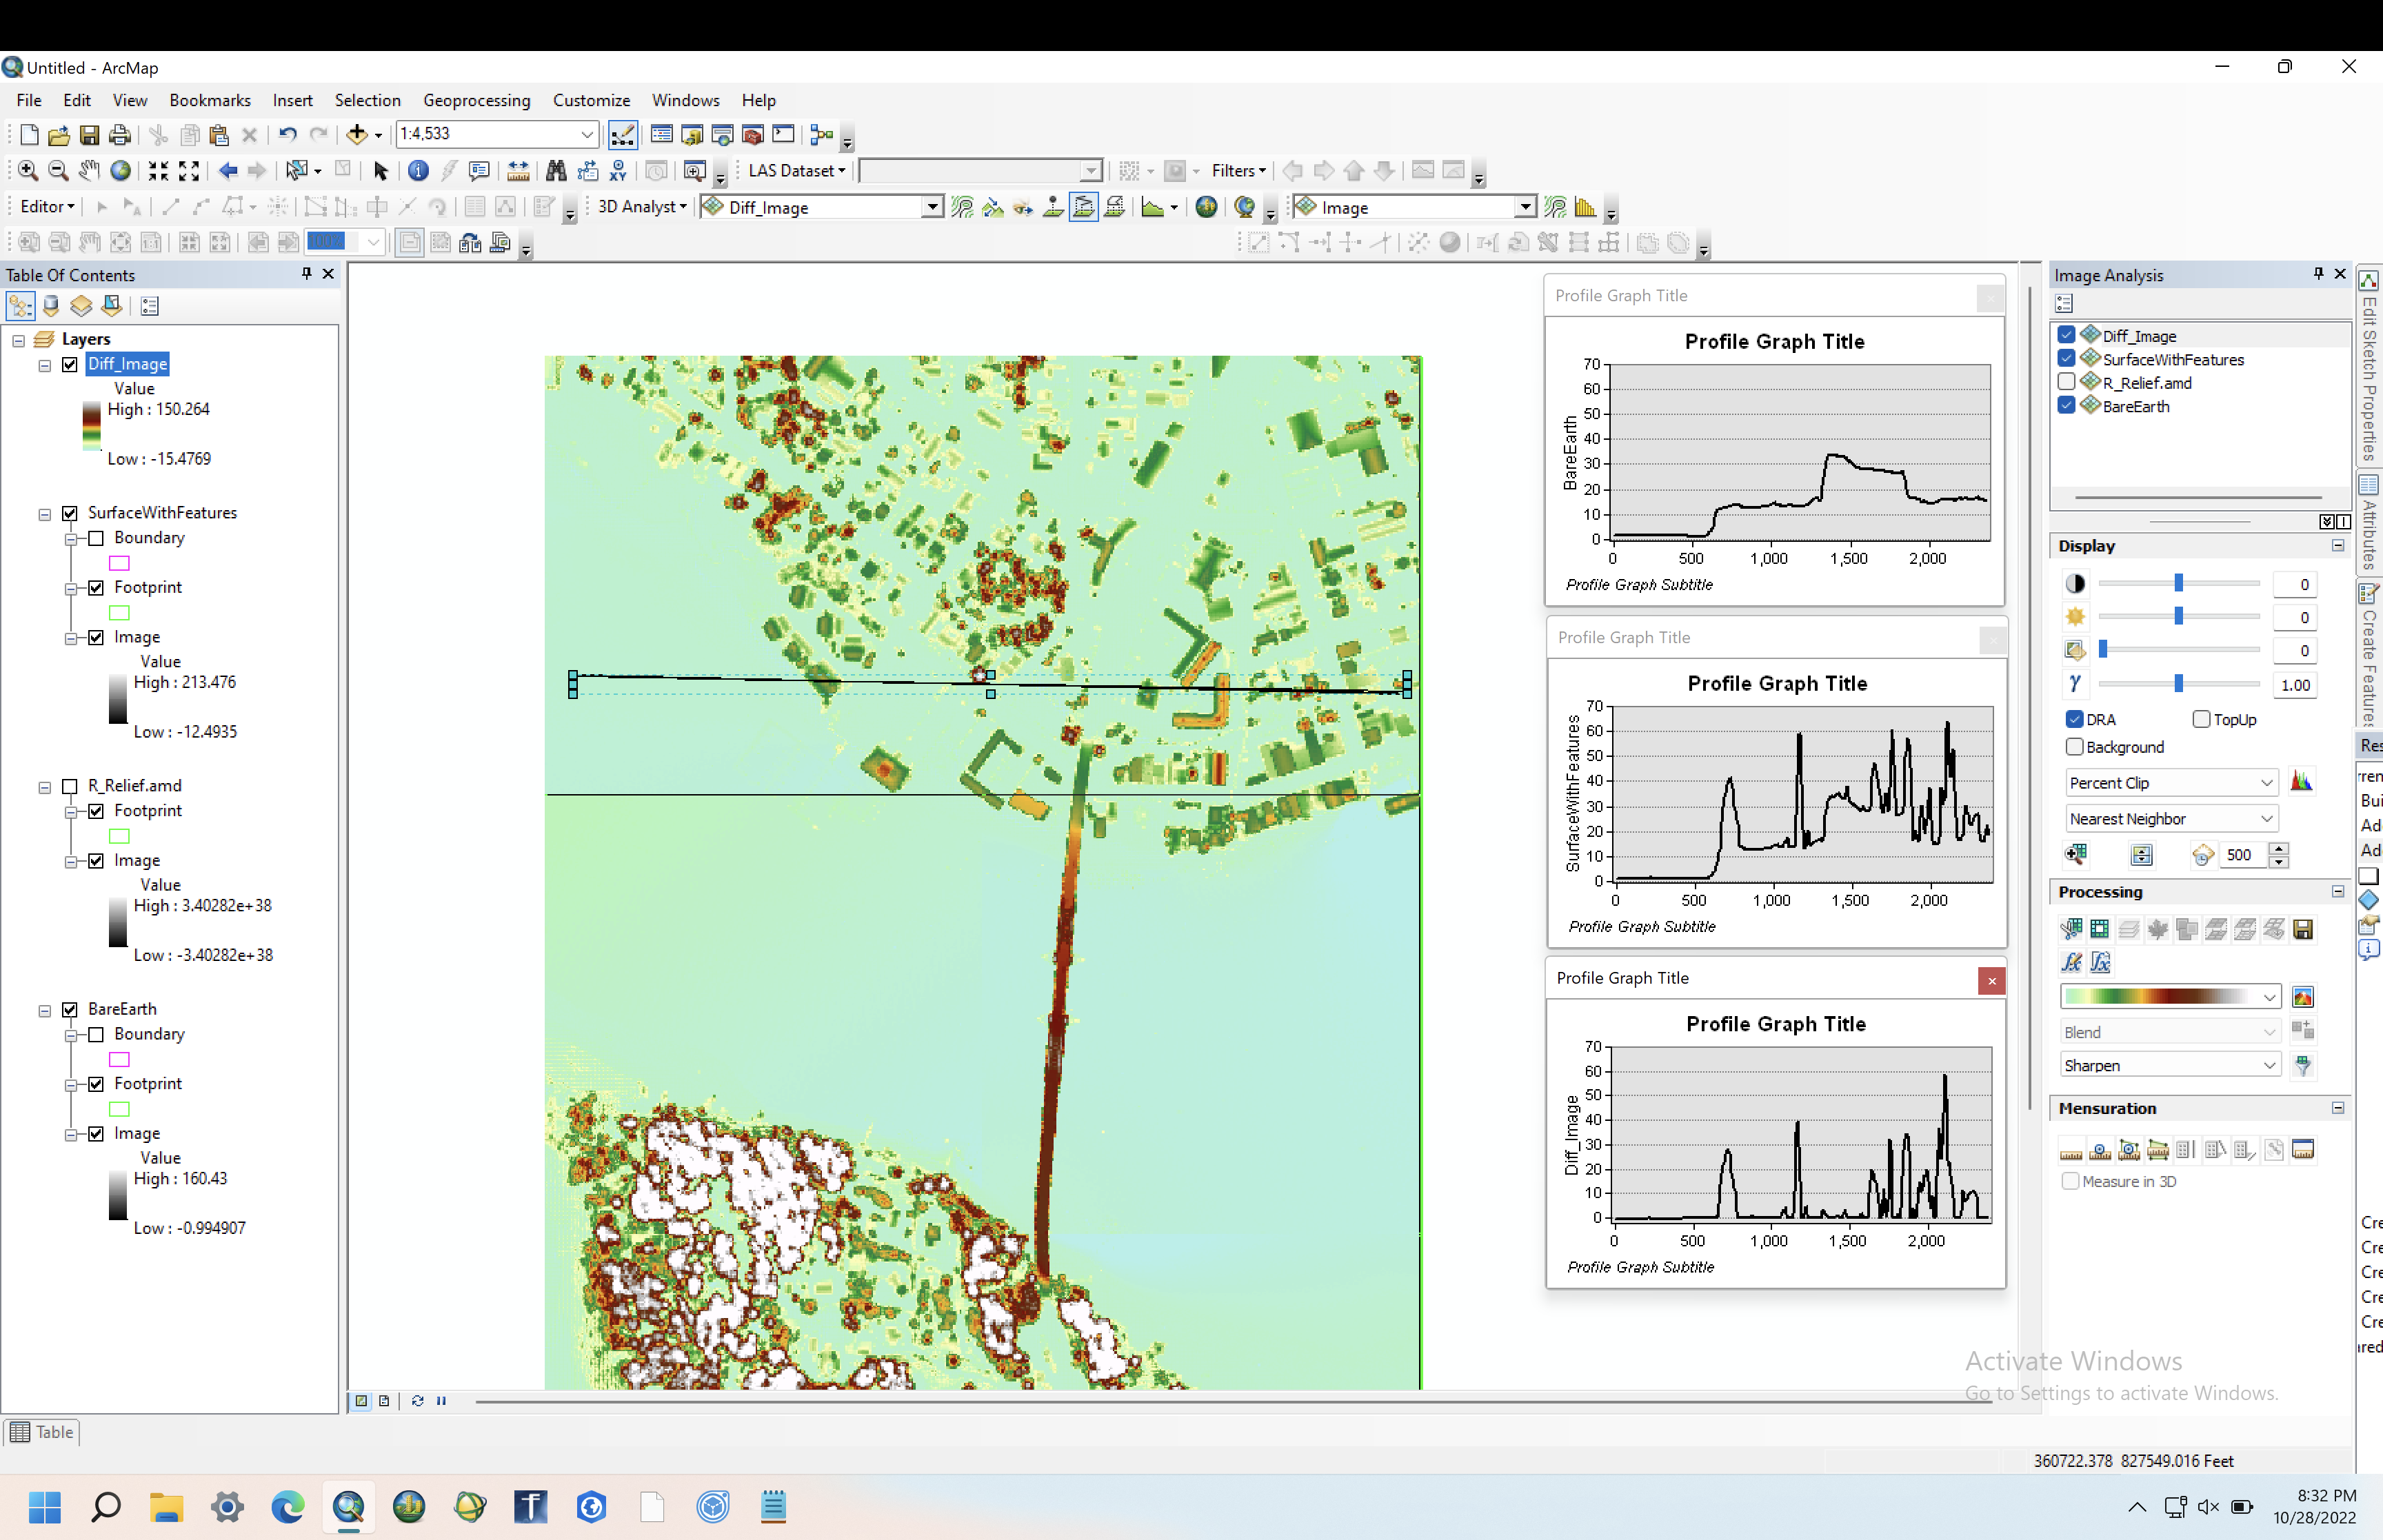 Untitled - ArcMap
File Edit View Bookmarks Insert Selection Geoprocessing Customize Windows Help
1:4,533
LAS Dataset Filters
Editor 3D Analyst Diff_Image Image
100%
Table Of Contents
Layers
Diff_Image
Value
High : 150.264
Low : -15.4769
SurfaceWithFeatures
Boundary
Footprint
Image
Value
High : 213.476
Low : -12.4935
R_Relief.amd
Footprint
Image
Value
High : 3.40282e+38
Low : -3.40282e+38
BareEarth
Boundary
Footprint
Image
Value
High : 160.43
Low : -0.994907
Profile Graph Title
Profile Graph Title
BareEarth
70
60
50
40
30
20
10
0
0 500 1,000 1,500 2,000
Profile Graph Subtitle
Profile Graph Title
Profile Graph Title
SurfaceWithFeatures
70
60
50
40
30
20
10
0
0 500 1,000 1,500 2,000
Profile Graph Subtitle
Profile Graph Title
Profile Graph Title
Diff_Image
70
60
50
40
30
20
10
0
0 500 1,000 1,500 2,000
Profile Graph Subtitle
Image Analysis
Diff_Image
SurfaceWithFeatures
R_Relief.amd
BareEarth
Display
0
0
0
γ 1.00
DRA TopUp
Background
Percent Clip
Nearest Neighbor
500
Processing
Blend
Sharpen
Mensuration
Measure in 3D
Edit Sketch Properties
Attributes
Create Features
Res
rren
Bui
Ad
Ad
Cre
Cre
Cre
Cre
Cre
red
Activate Windows
Go to Settings to activate Windows.
Table
360722.378 827549.016 Feet
8:32 PM
10/28/2022